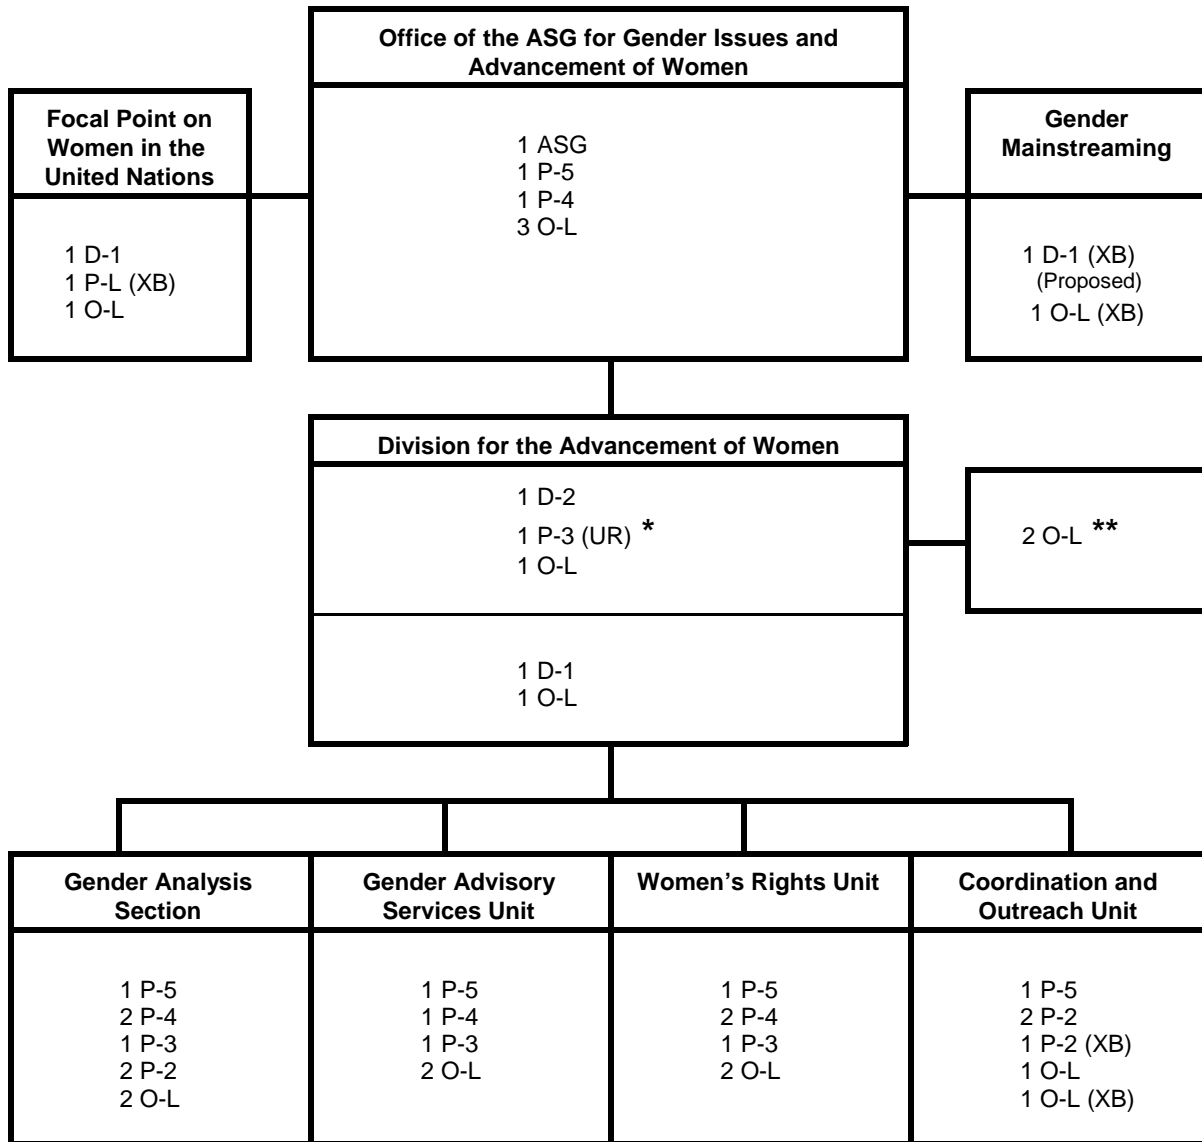 Office of the ASG for Gender Issues and
Advancement of Women
1 ASG
1 P-5
1 P-4
3 O-L
Focal Point on
Women in the
United Nations
1 D-1
1 P-L (XB)
1 O-L
Gender
Mainstreaming
1 D-1 (XB)
(Proposed)
1 O-L (XB)
Division for the Advancement of Women
1 D-2
1 P-3 (UR) *
1 O-L
2 O-L **
1 D-1
1 O-L
Gender Analysis
Section
1 P-5
2 P-4
1 P-3
2 P-2
2 O-L
Gender Advisory
Services Unit
1 P-5
1 P-4
1 P-3
2 O-L
Women's Rights Unit
1 P-5
2 P-4
1 P-3
2 O-L
Coordination and
Outreach Unit
1 P-5
2 P-2
1 P-2 (XB)
1 O-L
1 O-L (XB)